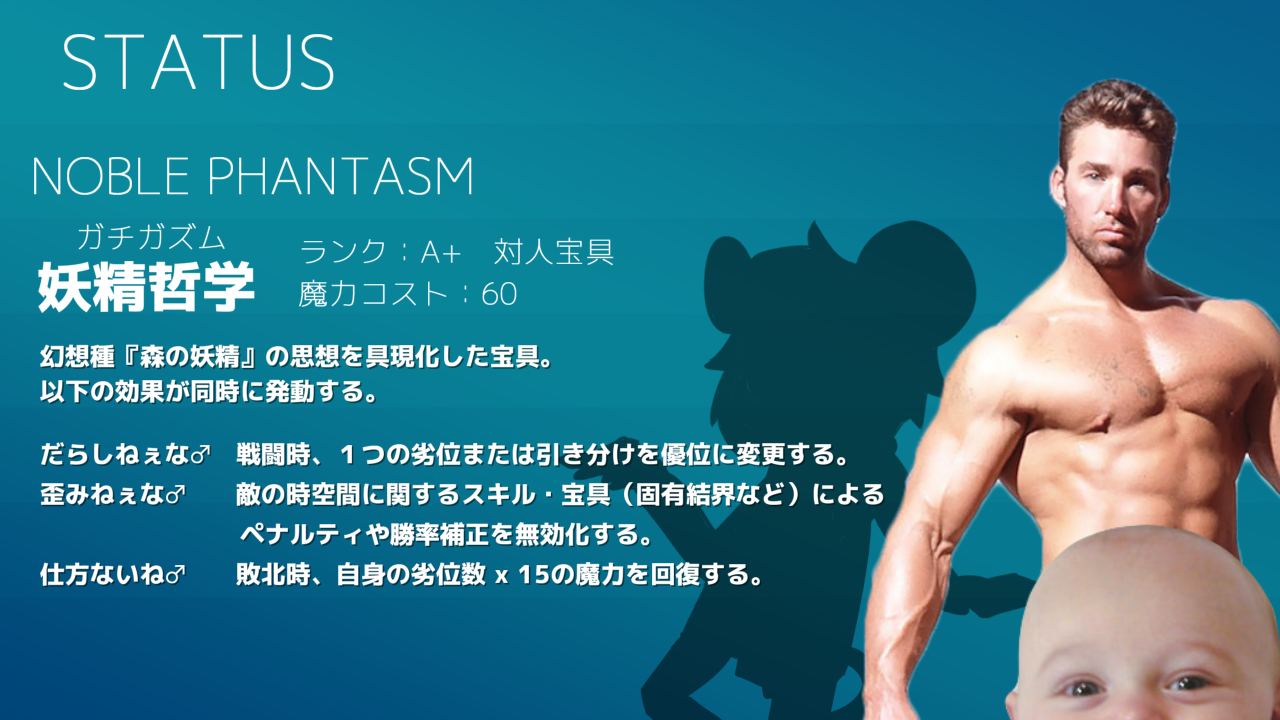 STATUS
NOBLE PHANTASM
ガチガズム
妖精哲学
ランク：A+　対人宝具
魔力コスト：60
幻想種『森の妖精』の思想を具現化した宝具。
以下の効果が同時に発動する。
だらしねぇな♂　戦闘時、１つの劣位または引き分けを優位に変更する。
歪みねぇな♂　敵の時空間に関するスキル・宝具（固有結界など）による
ペナルティや勝率補正を無効化する。
仕方ないね♂　敗北時、自身の劣位数 x 15の魔力を回復する。